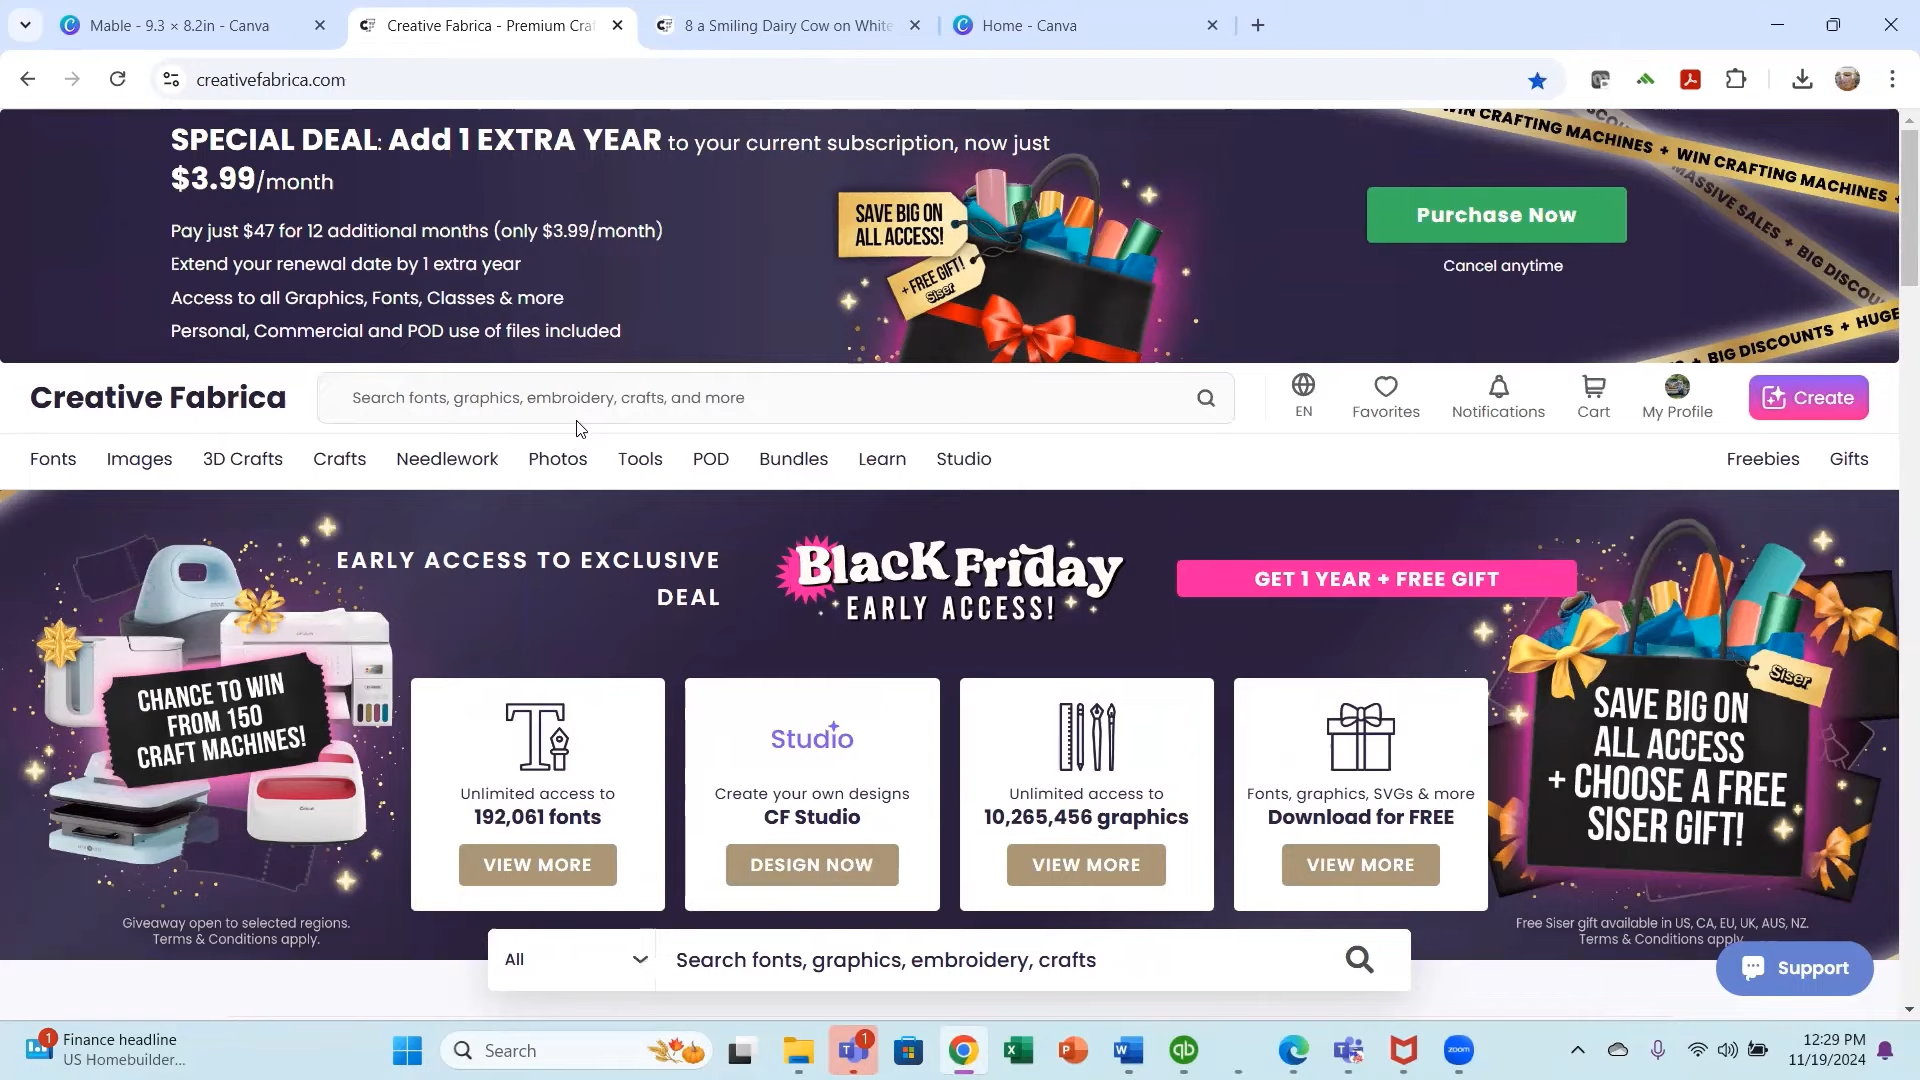 Mable - 9.3 × 8.2in - Canva
Creative Fabrica - Premium Cra
8 a Smiling Dairy Cow on White
Home - Canva
creativefabrica.com
SPECIAL DEAL: Add 1 EXTRA YEAR to your current subscription, now just
$3.99/month
Pay just $47 for 12 additional months (only $3.99/month)
Extend your renewal date by 1 extra year
Access to all Graphics, Fonts, Classes & more
Personal, Commercial and POD use of files included
SAVE BIG ON
ALL ACCESS!
+ FREE GIFT!
Siser
Purchase Now
Cancel anytime
WIN CRAFTING MACHINES + WIN CRAFTING MACHINES +
MASSIVE SALES + BIG DISCOU
+ BIG DISCOUNTS + HUGE
Creative Fabrica
Search fonts, graphics, embroidery, crafts, and more
EN
Favorites
Notifications
Cart
My Profile
Create
Fonts
Images
3D Crafts
Crafts
Needlework
Photos
Tools
POD
Bundles
Learn
Studio
Freebies
Gifts
EARLY ACCESS TO EXCLUSIVE
DEAL
Black Friday
EARLY ACCESS!
GET 1 YEAR + FREE GIFT
CHANCE TO WIN
FROM 150
CRAFT MACHINES!
Giveaway open to selected regions.
Terms & Conditions apply.
Unlimited access to
192,061 fonts
VIEW MORE
Studio
Create your own designs
CF Studio
DESIGN NOW
Unlimited access to
10,265,456 graphics
VIEW MORE
Fonts, graphics, SVGs & more
Download for FREE
VIEW MORE
Siser
SAVE BIG ON
ALL ACCESS
+ CHOOSE A FREE
SISER GIFT!
Free Siser gift available in US, CA, EU, UK, AUS, NZ.
Terms & Conditions apply.
All
Search fonts, graphics, embroidery, crafts
Support
1
Finance headline
US Homebuilder...
Search
1
zoom
12:29 PM
11/19/2024